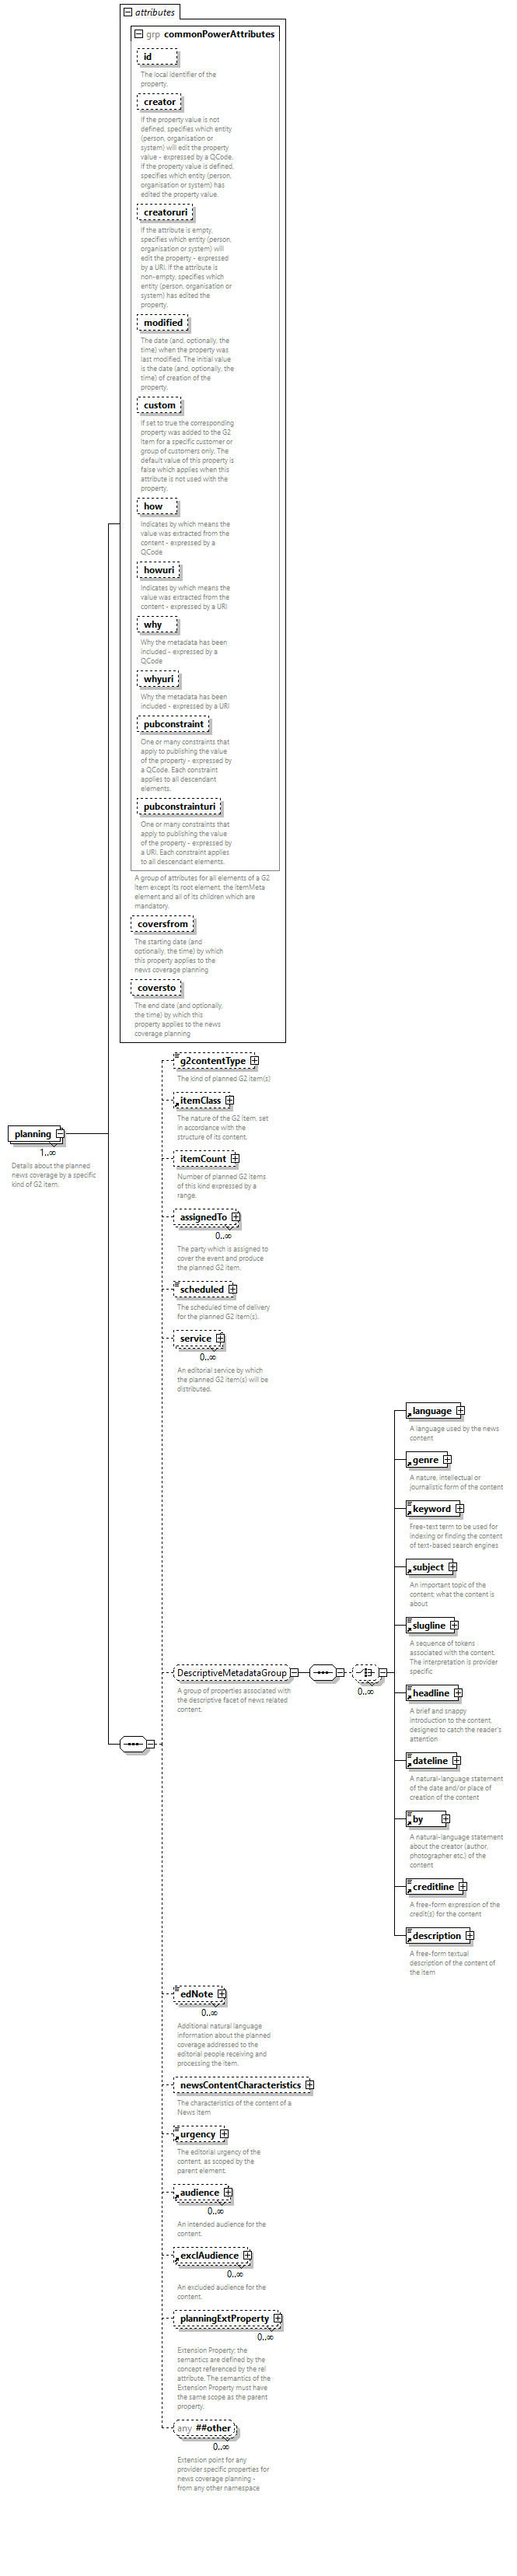 attributes
grp commonPowerAttributes
id
The local identifier of the
property.
creator
If the property value is not
defined, specifies which entity
(person, organisation or
system) will edit the property
value - expressed by a QCode.
If the property value is defined,
specifies which entity (person,
organisation or system) has
edited the property value.
creatoruri
If the attribute is empty,
specifies which entity (person,
organisation or system) will
edit the property - expressed
by a URI. If the attribute is
non-empty, specifies which
entity (person, organisation or
system) has edited the
property.
modified
The date (and, optionally, the
time) when the property was
last modified. The initial value
is the date (and, optionally, the
time) of creation of the
property.
custom
If set to true the corresponding
property was added to the G2
Item for a specific customer or
group of customers only. The
default value of this property is
false which applies when this
attribute is not used with the
property.
how
Indicates by which means the
value was extracted from the
content - expressed by a
QCode
howuri
Indicates by which means the
value was extracted from the
content - expressed by a URI
why
Why the metadata has been
included - expressed by a
QCode
whyuri
Why the metadata has been
included - expressed by a URI
pubconstraint
One or many constraints that
apply to publishing the value
of the property - expressed by
a QCode. Each constraint
applies to all descendant
elements.
pubconstrainturi
One or many constraints that
apply to publishing the value
of the property - expressed by
a URI. Each constraint applies
to all descendant elements.
A group of attributes for all elements of a G2
Item except its root element, the itemMeta
element and all of its children which are
mandatory.
coversfrom
The starting date (and
optionally, the time) by which
this property applies to the
news coverage planning
coversto
The end date (and optionally,
the time) by which this
property applies to the news
coverage planning
planning
1..∞
Details about the planned
news coverage by a specific
kind of G2 item.
g2contentType
The kind of planned G2 item(s)
itemClass
The nature of the G2 item, set
in accordance with the
structure of its content.
itemCount
Number of planned G2 items
of this kind expressed by a
range.
assignedTo
0..∞
The party which is assigned to
cover the event and produce
the planned G2 item.
scheduled
The scheduled time of delivery
for the planned G2 item(s).
service
0..∞
An editorial service by which
the planned G2 item(s) will be
distributed.
DescriptiveMetadataGroup
A group of properties associated with
the descriptive facet of news related
content.
0..∞
language
A language used by the news
content
genre
A nature, intellectual or
journalistic form of the content
keyword
Free-text term to be used for
indexing or finding the content
of text-based search engines
subject
An important topic of the
content; what the content is
about
slugline
A sequence of tokens
associated with the content.
The interpretation is provider
specific
headline
A brief and snappy
introduction to the content,
designed to catch the reader's
attention
dateline
A natural-language statement
of the date and/or place of
creation of the content
by
A natural-language statement
about the creator (author,
photographer etc.) of the
content
creditline
A free-form expression of the
credit(s) for the content
description
A free-form textual
description of the content of
the item
edNote
0..∞
Additional natural language
information about the planned
coverage addressed to the
editorial people receiving and
processing the item.
newsContentCharacteristics
The characteristics of the content of a
News Item
urgency
The editorial urgency of the
content, as scoped by the
parent element.
audience
0..∞
An intended audience for the
content.
exclAudience
0..∞
An excluded audience for the
content.
planningExtProperty
0..∞
Extension Property; the
semantics are defined by the
concept referenced by the rel
attribute. The semantics of the
Extension Property must have
the same scope as the parent
property.
any ##other
0..∞
Extension point for any
provider specific properties for
news coverage planning -
from any other namespace